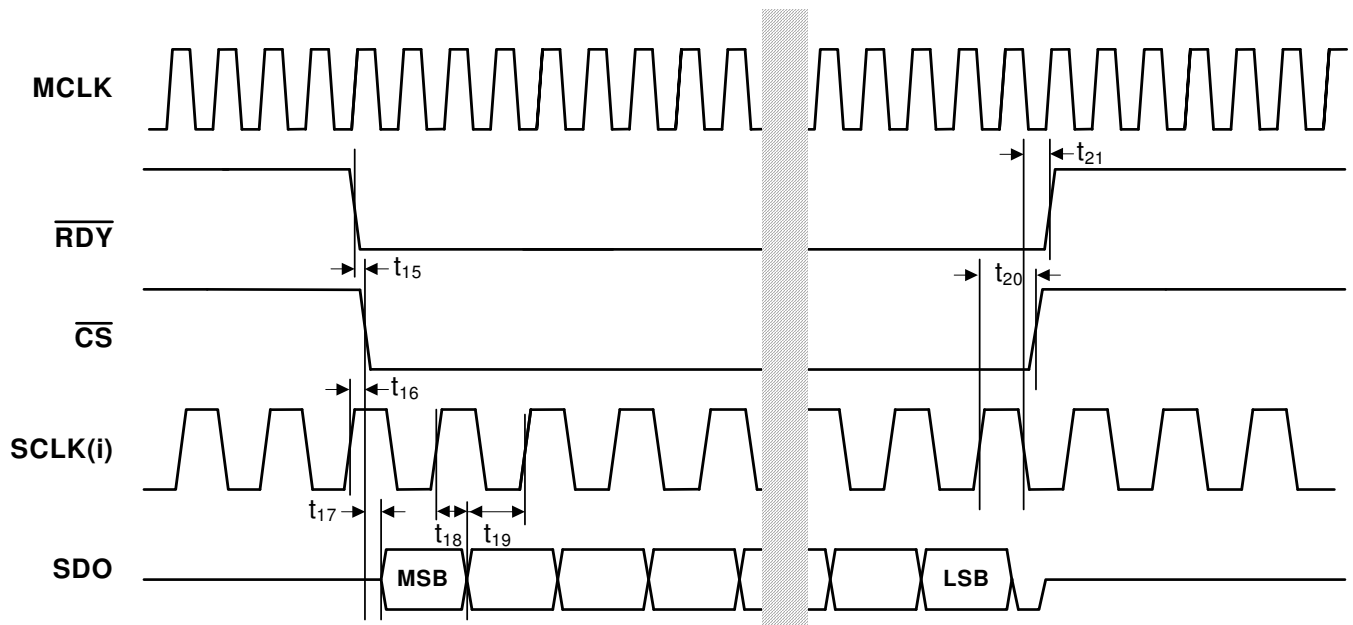 MCLK
t21
RDY
t15
t20
CS
t16
SCLK(i)
t17
t18
t19
SDO
MSB
LSB